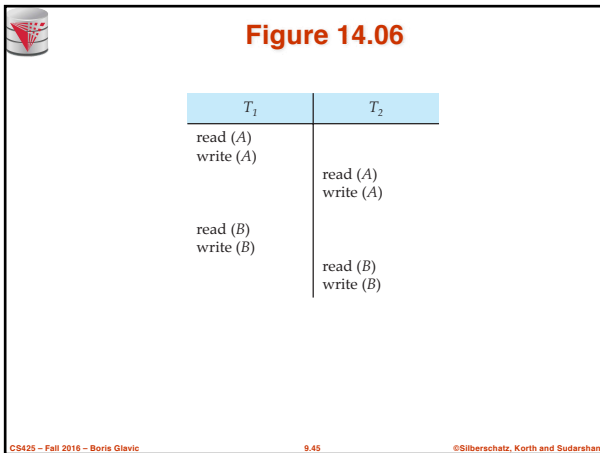 Figure 14.06
T1 T2
read (A)
write (A)
read (A)
write (A)
read (B)
write (B)
read (B)
write (B)
CS425 – Fall 2016 – Boris Glavic 9.45 ©Silberschatz, Korth and Sudarshan